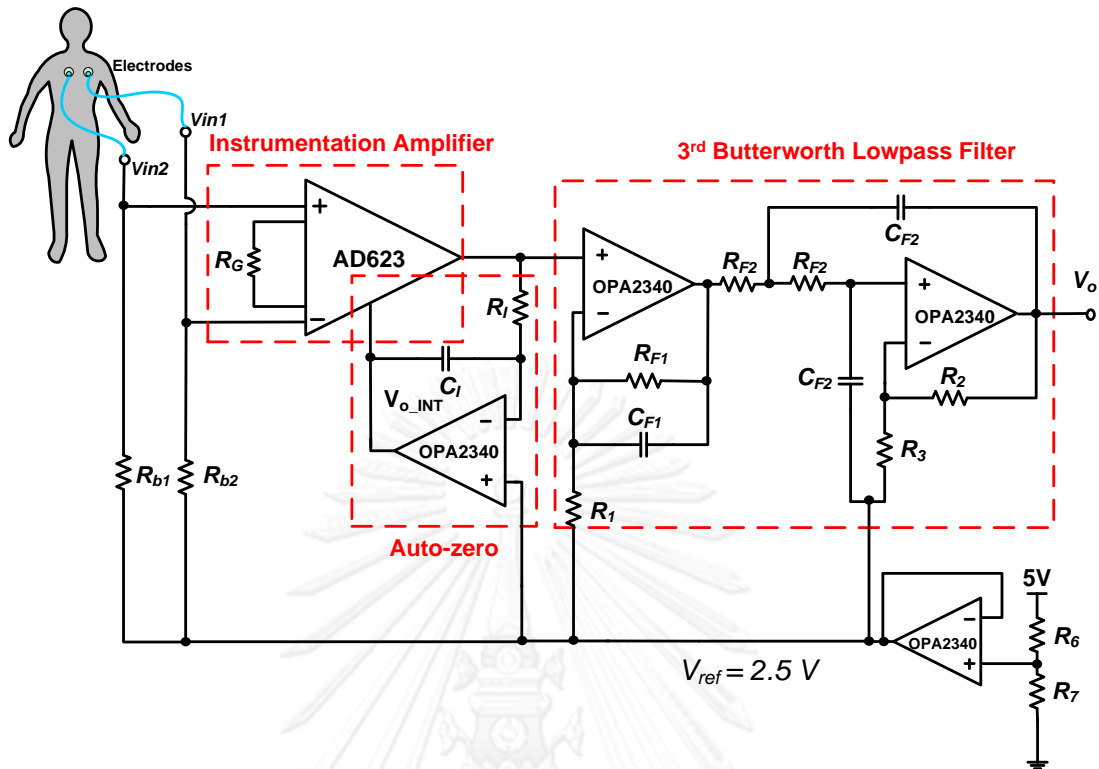 Electrodes
Vin1
Vin2
Instrumentation Amplifier
3rd Butterworth Lowpass Filter
+
RG
AD623
−
RI
CI
Vo_INT
−
OPA2340
+
Auto-zero
Rb1
Rb2
+
OPA2340
−
RF1
CF1
R1
RF2
RF2
CF2
CF2
+
OPA2340
−
R2
R3
Vo
Vref = 2.5 V
−
OPA2340
+
5V
R6
R7